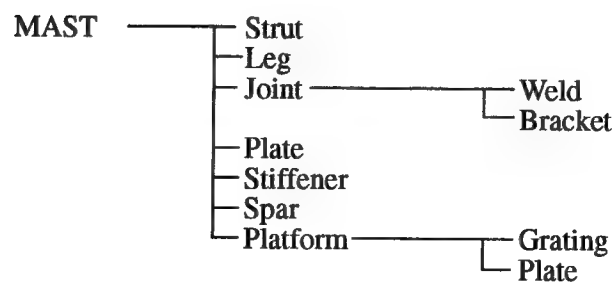 MAST Strut
Leg
Joint Weld
Bracket
Plate
Stiffener
Spar
Platform Grating
Plate